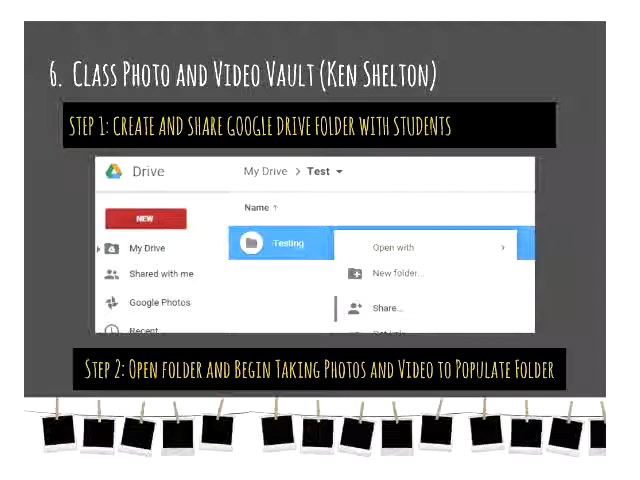 6. Class Photo and Video Vault (Ken Shelton)
Step 1: Create and Share Google Drive Folder with Students
Drive
My Drive > Test
Name ↑
NEW
Testing
Open with
My Drive
New folder...
Shared with me
Google Photos
Share...
Recent
Step 2: Open folder and Begin Taking Photos and Video to Populate Folder